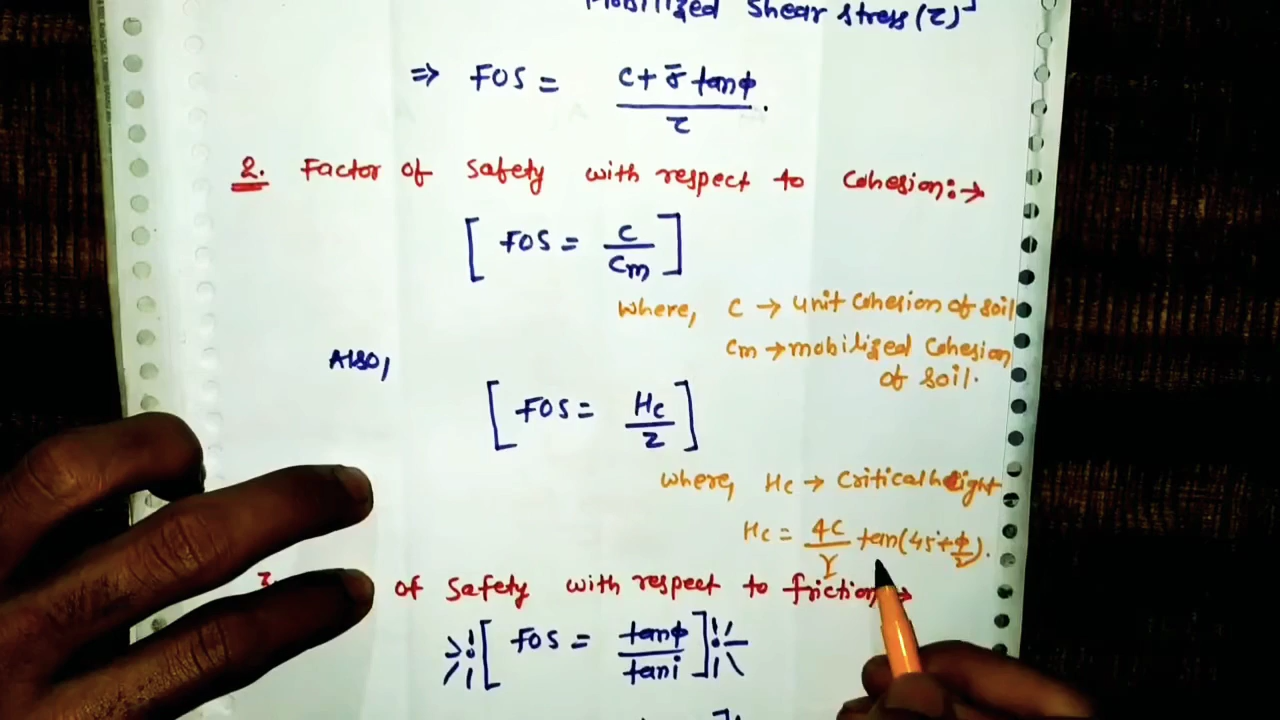 Mobilized Shear stress (τ)
⇒ FOS = C + σ̄ tanφ / τ.
2. Factor of Safety with respect to Cohesion:→
[ FOS = C / Cm ]
where, C → unit cohesion of soil
Cm → mobilized cohesion
of soil.
Also,
[ FOS = Hc / Z ]
where, Hc → Critical height
Hc = 4C / γ tan(45°+ φ/2).
3. of Safety with respect to friction→
[ FOS = tanφ / tan i ]